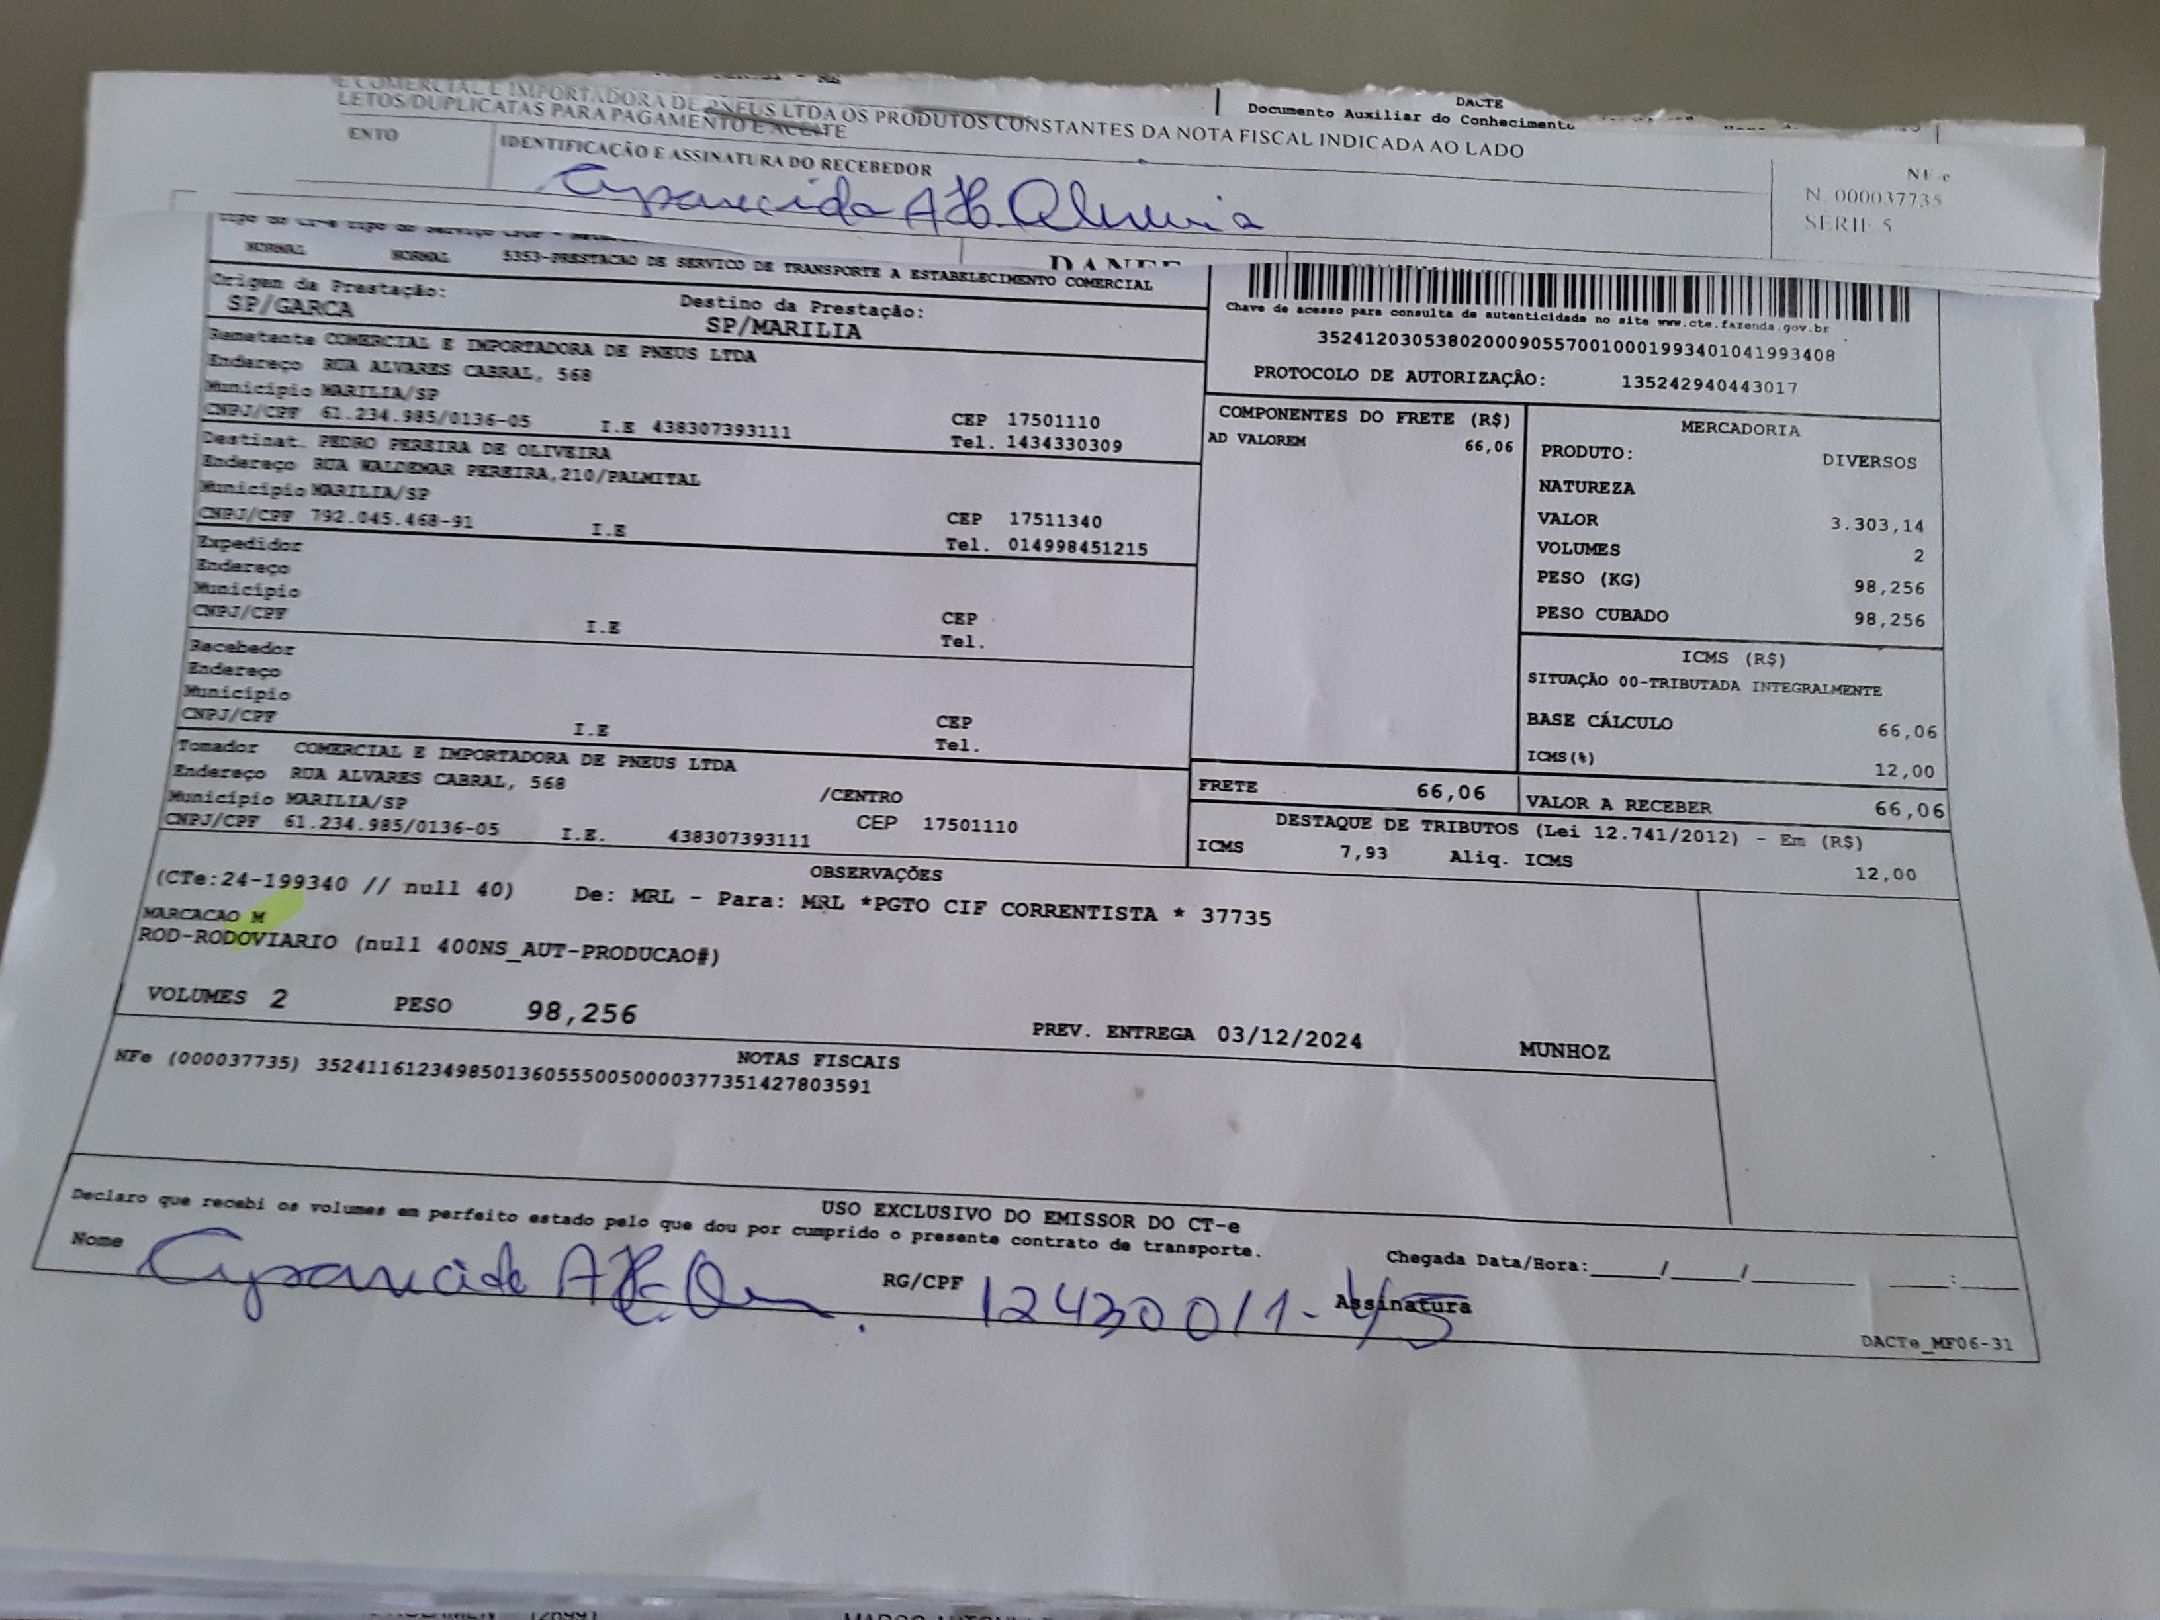 DACTE
Documento Auxiliar do Conhecimento
E COMERCIAL E IMPORTADORA DE PNEUS LTDA OS PRODUTOS CONSTANTES DA NOTA FISCAL INDICADA AO LADO
LETOS/DUPLICATAS PARA PAGAMENTO E ACEITE
ENTO
IDENTIFICAÇÃO E ASSINATURA DO RECEBEDOR
Aparecida
NF-e
N. 000037735
SÉRIE 5
DANFE
NORMAL NORMAL 5353-PRESTACAO DE SERVICO DE TRANSPORTE A ESTABELECIMENTO COMERCIAL
Origem da Prestação:
SP/GARCA
Destino da Prestação:
SP/MARILIA
Remetente COMERCIAL E IMPORTADORA DE PNEUS LTDA
Endereço RUA ALVARES CABRAL, 568
Município MARILIA/SP
CNPJ/CPF 61.234.985/0136-05 I.E 438307393111
CEP 17501110
Tel. 1434330309
Destinat. PEDRO PEREIRA DE OLIVEIRA
Endereço RUA WALDEMAR PEREIRA,210/PALMITAL
Município MARILIA/SP
CNPJ/CPF 792.045.468-91 I.E
CEP 17511340
Tel. 014998451215
Expedidor
Endereço
Município
CNPJ/CPF I.E
CEP
Tel.
Recebedor
Endereço
Município
CNPJ/CPF I.E
CEP
Tel.
Tomador COMERCIAL E IMPORTADORA DE PNEUS LTDA
Endereço RUA ALVARES CABRAL, 568 /CENTRO
Município MARILIA/SP CEP 17501110
CNPJ/CPF 61.234.985/0136-05 I.E. 438307393111
Chave de acesso para consulta de autenticidade no site www.cte.fazenda.gov.br
35241203053802000905570010001993401041993408
PROTOCOLO DE AUTORIZAÇÃO: 135242940443017
COMPONENTES DO FRETE (R$)
AD VALOREM 66,06
MERCADORIA
PRODUTO: DIVERSOS
NATUREZA
VALOR 3.303,14
VOLUMES 2
PESO (KG) 98,256
PESO CUBADO 98,256
ICMS (R$)
SITUAÇÃO 00-TRIBUTADA INTEGRALMENTE
BASE CÁLCULO 66,06
ICMS(%) 12,00
FRETE 66,06
VALOR A RECEBER 66,06
DESTAQUE DE TRIBUTOS (Lei 12.741/2012) - Em (R$)
ICMS 7,93 Aliq. ICMS 12,00
OBSERVAÇÕES
(CTe:24-199340 // null 40) De: MRL - Para: MRL *PGTO CIF CORRENTISTA * 37735
MARCACAO M
ROD-RODOVIARIO (null 400NS_AUT-PRODUCAO#)
VOLUMES 2 PESO 98,256 PREV. ENTREGA 03/12/2024 MUNHOZ
NOTAS FISCAIS
NFe (000037735) 35241161234985013605550050000377351427803591
USO EXCLUSIVO DO EMISSOR DO CT-e
Declaro que recebi os volumes em perfeito estado pelo que dou por cumprido o presente contrato de transporte.
Chegada Data/Hora:_____/_____/_______ ____:____
Nome Aparecida RG/CPF Assinatura
DACTe_MF06-31